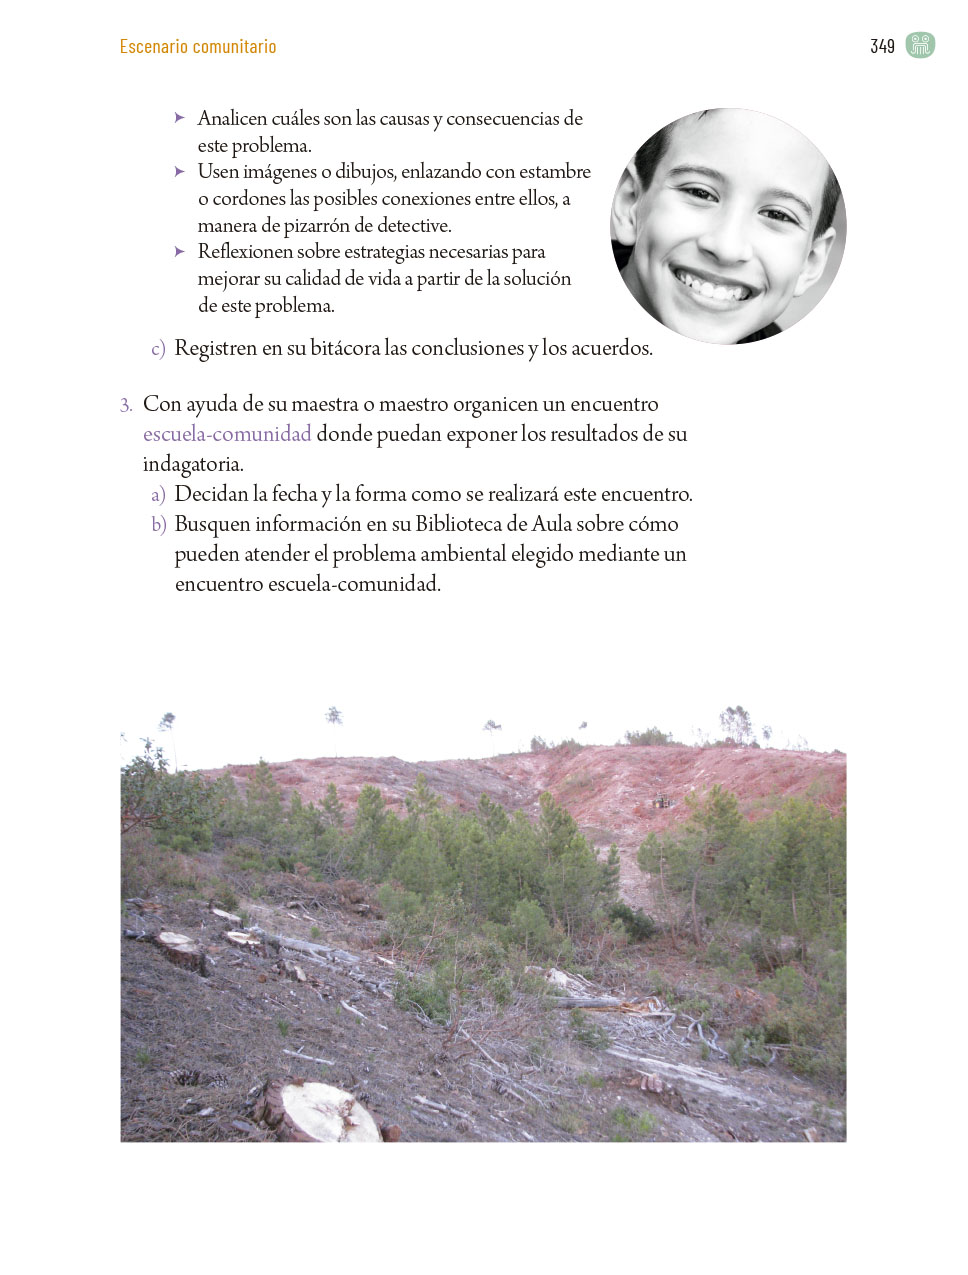 Escenario comunitario
349
➤ Analicen cuáles son las causas y consecuencias de
este problema.
➤ Usen imágenes o dibujos, enlazando con estambre
o cordones las posibles conexiones entre ellos, a
manera de pizarrón de detective.
➤ Reflexionen sobre estrategias necesarias para
mejorar su calidad de vida a partir de la solución
de este problema.
c) Registren en su bitácora las conclusiones y los acuerdos.
3. Con ayuda de su maestra o maestro organicen un encuentro
escuela-comunidad donde puedan exponer los resultados de su
indagatoria.
a) Decidan la fecha y la forma como se realizará este encuentro.
b) Busquen información en su Biblioteca de Aula sobre cómo
pueden atender el problema ambiental elegido mediante un
encuentro escuela-comunidad.